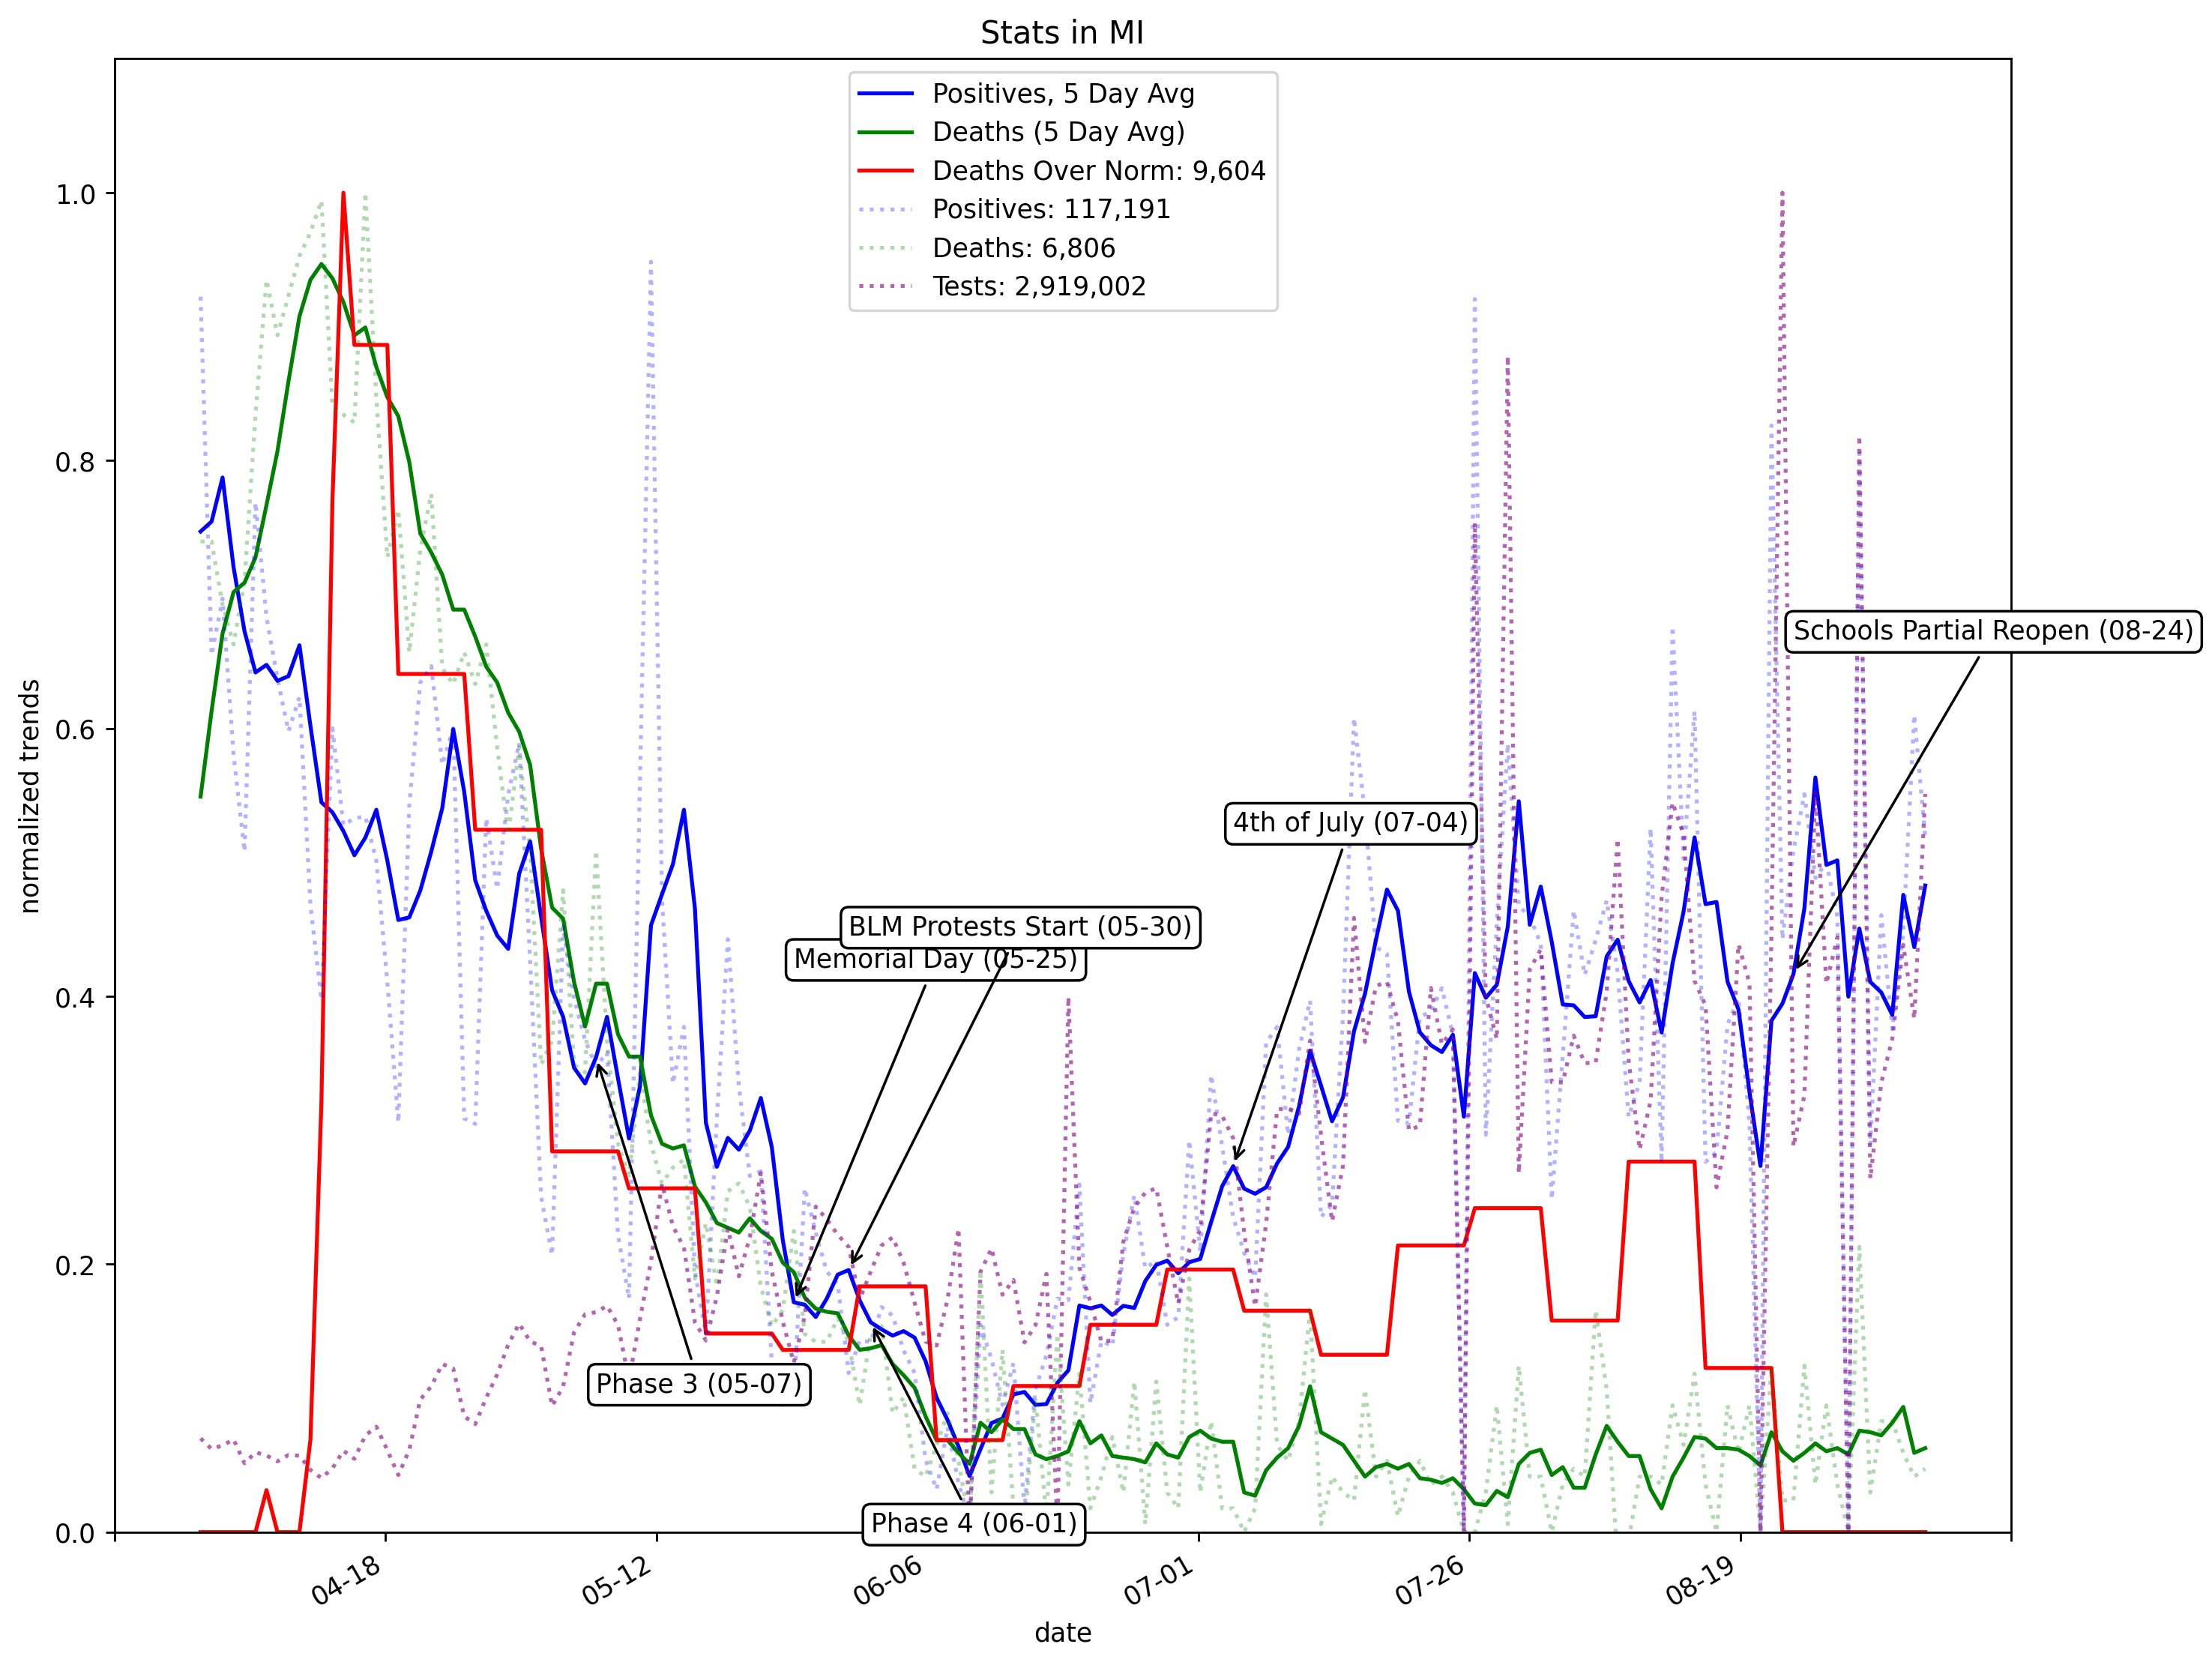 Stats in MI
Positives, 5 Day Avg
Deaths (5 Day Avg)
Deaths Over Norm: 9,604
Positives: 117,191
Deaths: 6,806
Tests: 2,919,002
1.0
0.8
0.6
0.4
0.2
0.0
normalized trends
Schools Partial Reopen (08-24)
4th of July (07-04)
BLM Protests Start (05-30)
Memorial Day (05-25)
Phase 3 (05-07)
Phase 4 (06-01)
04-18
05-12
06-06
07-01
07-26
08-19
date